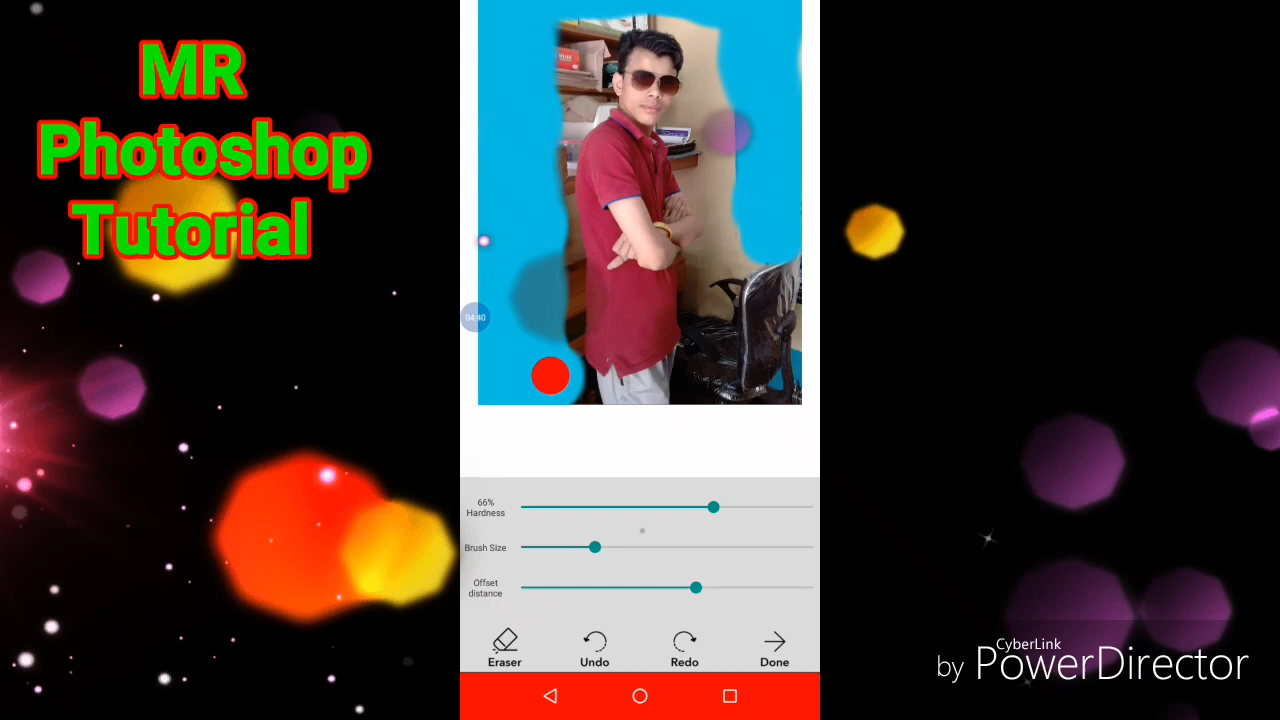 MR
Photoshop
Tutorial
04:40
66%
Hardness
Brush Size
Offset
distance
Eraser
Undo
Redo
Done
CyberLink
by PowerDirector